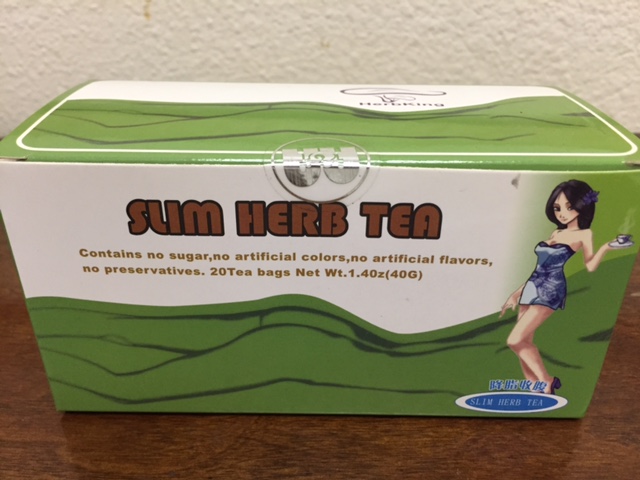 HerbKing
SLIM HERB TEA
Contains no sugar,no artificial colors,no artificial flavors,
no preservatives. 20Tea bags Net Wt.1.40z(40G)
SLIM HERB TEA